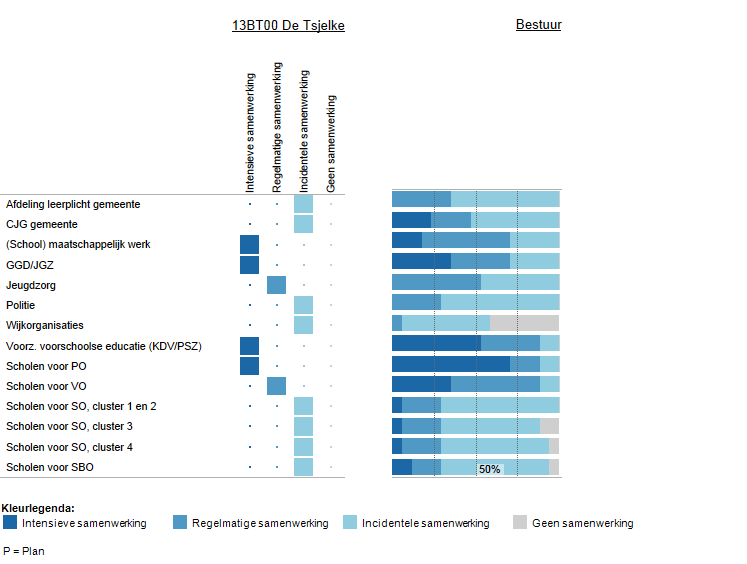 13BT00 De Tsjelke
Bestuur
Intensieve samenwerking
Regelmatige samenwerking
Incidentele samenwerking
Geen samenwerking
Afdeling leerplicht gemeente
CJG gemeente
(School) maatschappelijk werk
GGD/JGZ
Jeugdzorg
Politie
Wijkorganisaties
Voorz. voorschoolse educatie (KDV/PSZ)
Scholen voor PO
Scholen voor VO
Scholen voor SO, cluster 1 en 2
Scholen voor SO, cluster 3
Scholen voor SO, cluster 4
Scholen voor SBO
50%
Kleurlegenda:
Intensieve samenwerking
Regelmatige samenwerking
Incidentele samenwerking
Geen samenwerking
P = Plan